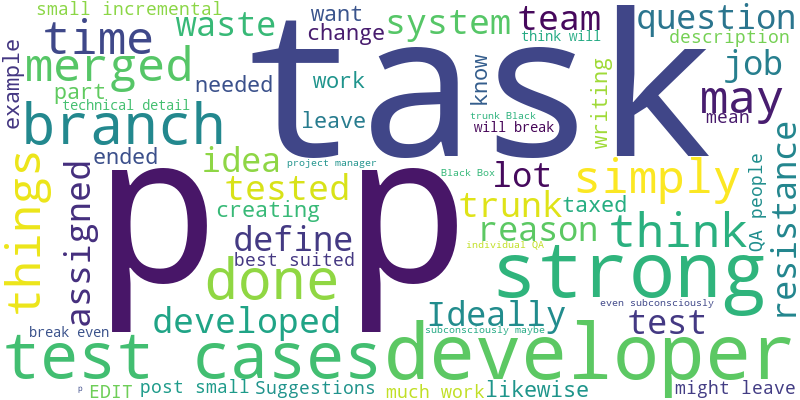 small incremental
waste
want
change
system
team
think will
question
description
time
merged
part
technical detail
needed
work
leave
task
know
trunk Black
will break
writing
job
may
mean
example
branch
ended
idea
project manager
Black Box
lot
simply
QA people
resistance
things
assigned
tested
creating
define
best suited
trunk
taxed
reason
think
individual QA
p p
done
strong
developed
Ideally
subconsciously maybe
even subconsciously
test
break even
test cases
developer
p
EDIT
post small
Suggestions
much work
likewise
might leave